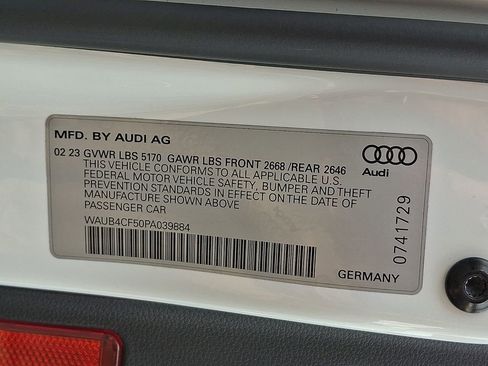 MFD. BY AUDI AG
02 23 GVWR LBS 5170 GAWR LBS FRONT 2668 /REAR 2646
THIS VEHICLE CONFORMS TO ALL APPLICABLE U.S.
FEDERAL MOTOR VEHICLE SAFETY, BUMPER AND THEFT
PREVENTION STANDARDS IN EFFECT ON THE DATE OF
MANUFACTURE SHOWN ABOVE
PASSENGER CAR
WAUB4CF50PA039884
Audi
0741729
GERMANY